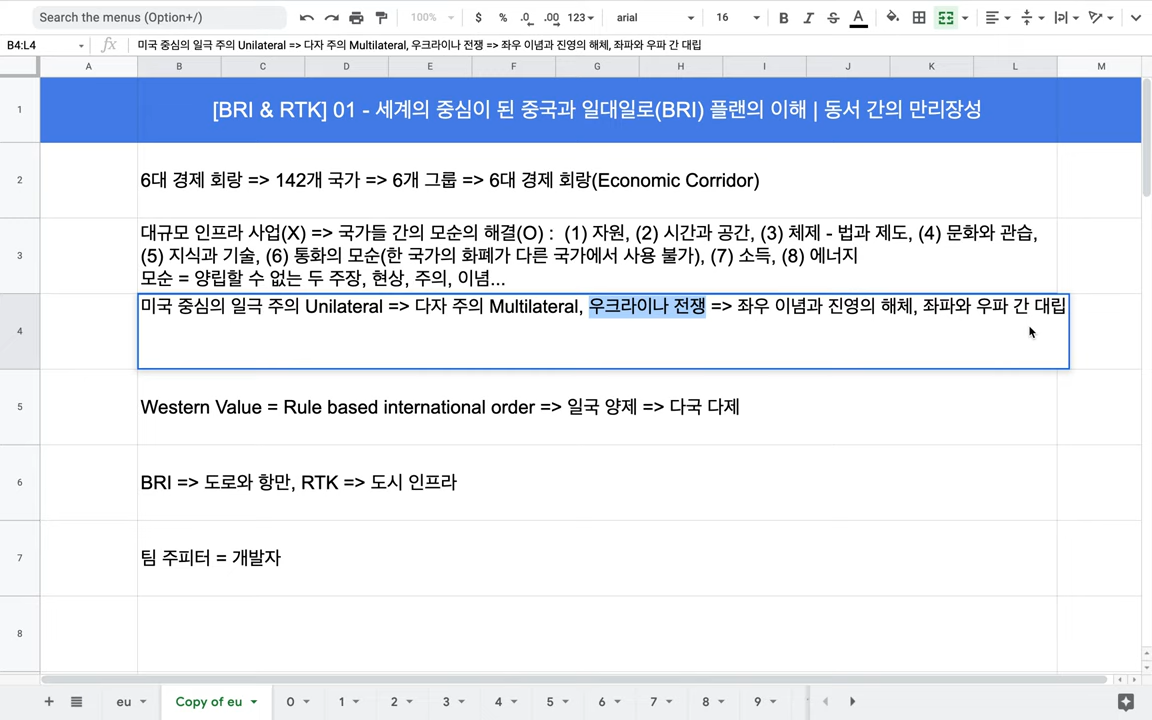 Search the menus (Option+/)
100%
$ % .0 .00 123
arial
16
B I S A
B4:L4
fx
미국 중심의 일극 주의 Unilateral => 다자 주의 Multilateral, 우크라이나 전쟁 => 좌우 이념과 진영의 해체, 좌파와 우파 간 대립
A B C D E F G H I J K L M
1
[BRI & RTK] 01 - 세계의 중심이 된 중국과 일대일로(BRI) 플랜의 이해 | 동서 간의 만리장성
2
6대 경제 회랑 => 142개 국가 => 6개 그룹 => 6대 경제 회랑(Economic Corridor)
3
대규모 인프라 사업(X) => 국가들 간의 모순의 해결(O) : (1) 자원, (2) 시간과 공간, (3) 체제 - 법과 제도, (4) 문화와 관습,
(5) 지식과 기술, (6) 통화의 모순(한 국가의 화폐가 다른 국가에서 사용 불가), (7) 소득, (8) 에너지
모순 = 양립할 수 없는 두 주장, 현상, 주의, 이념...
4
미국 중심의 일극 주의 Unilateral => 다자 주의 Multilateral, 우크라이나 전쟁 => 좌우 이념과 진영의 해체, 좌파와 우파 간 대립
5
Western Value = Rule based international order => 일국 양제 => 다국 다제
6
BRI => 도로와 항만, RTK => 도시 인프라
7
팀 주피터 = 개발자
8
eu
Copy of eu
0 1 2 3 4 5 6 7 8 9